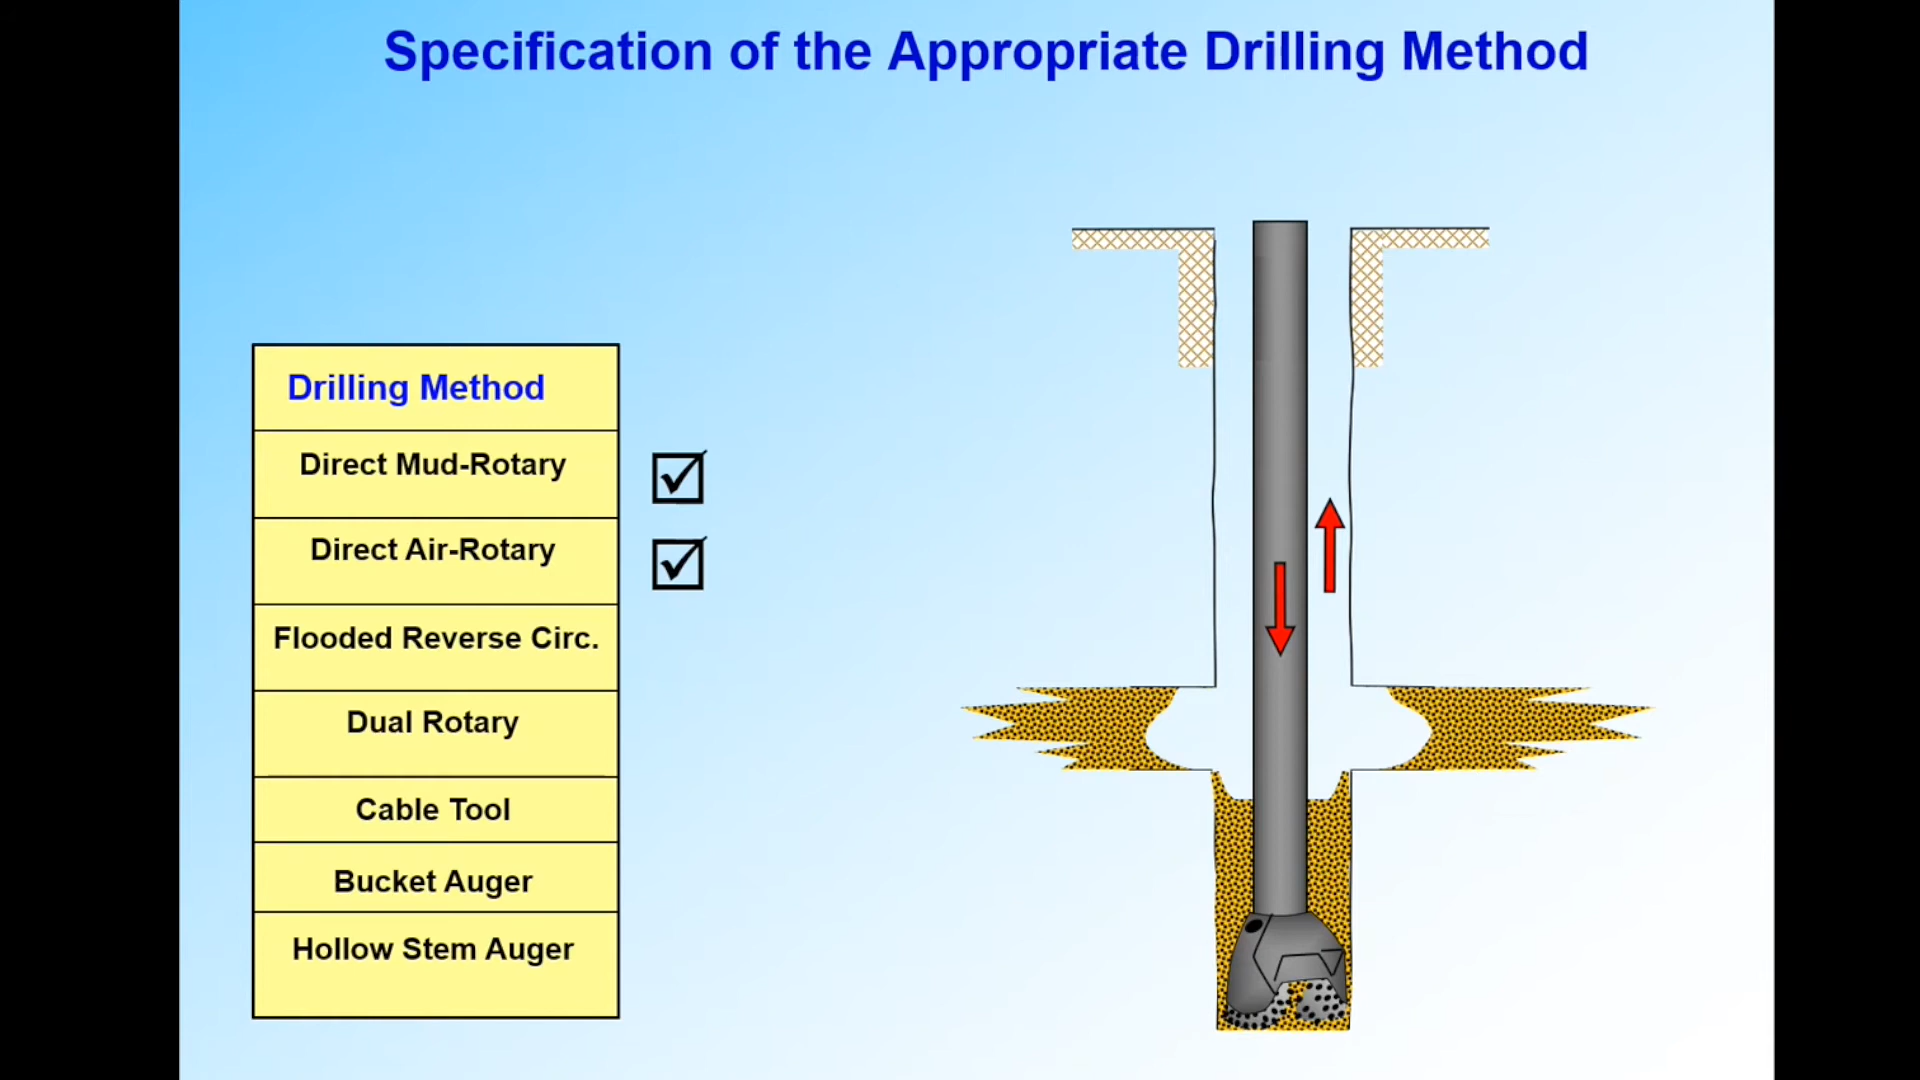 Specification of the Appropriate Drilling Method
Drilling Method
Direct Mud-Rotary
Direct Air-Rotary
Flooded Reverse Circ.
Dual Rotary
Cable Tool
Bucket Auger
Hollow Stem Auger